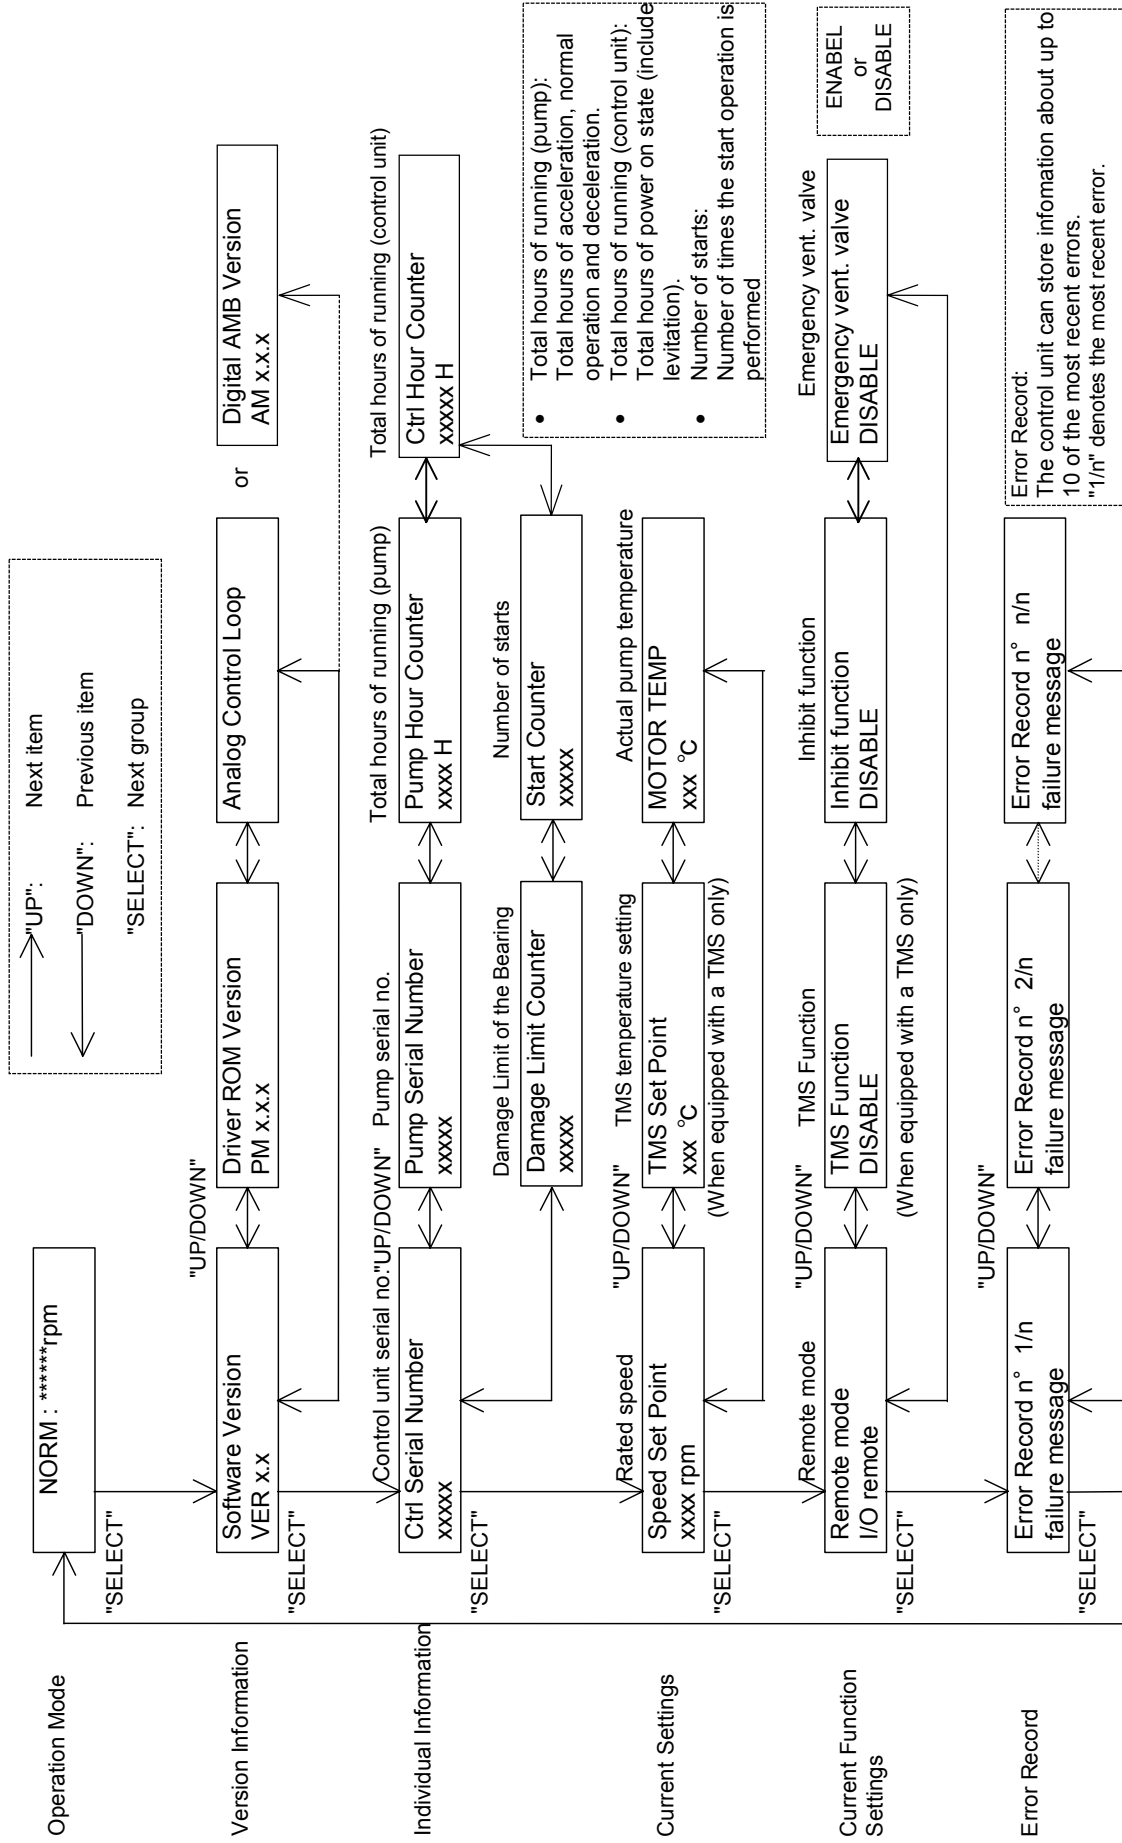 "UP": Next item
"DOWN": Previous item
"SELECT": Next group
Operation Mode
NORM : ******rpm
"SELECT"
"UP/DOWN"
Version Information
Software Version
VER x.x
Driver ROM Version
PM x.x.x
Analog Control Loop
or
Digital AMB Version
AM x.x.x
"SELECT"
Control unit serial no.
"UP/DOWN"
Pump serial no.
Total hours of running (pump)
Total hours of running (control unit)
Individual Information
Ctrl Serial Number
xxxxx
Pump Serial Number
xxxxx
Pump Hour Counter
xxxx H
Ctrl Hour Counter
xxxxx H
"SELECT"
Damage Limit of the Bearing
Number of starts
Damage Limit Counter
xxxxx
Start Counter
xxxxx
• Total hours of running (pump):
Total hours of acceleration, normal
operation and deceleration.
• Total hours of running (control unit):
Total hours of power on state (include
levitation).
• Number of starts:
Number of times the start operation is
performed
Rated speed
"UP/DOWN"
TMS temperature setting
Actual pump temperature
Current Settings
Speed Set Point
xxxx rpm
TMS Set Point
xxx °C
MOTOR TEMP
xxx °C
"SELECT"
(When equipped with a TMS only)
Remote mode
"UP/DOWN"
TMS Function
Inhibit function
Emergency vent. valve
Current Function
Settings
Remote mode
I/O remote
TMS Function
DISABLE
Inhibit function
DISABLE
Emergency vent. valve
DISABLE
ENABEL
or
DISABLE
"SELECT"
(When equipped with a TMS only)
"UP/DOWN"
Error Record
Error Record n° 1/n
failure message
Error Record n° 2/n
failure message
Error Record n° n/n
failure message
"SELECT"
Error Record:
The control unit can store infomation about up to
10 of the most recent errors.
"1/n" denotes the most recent error.